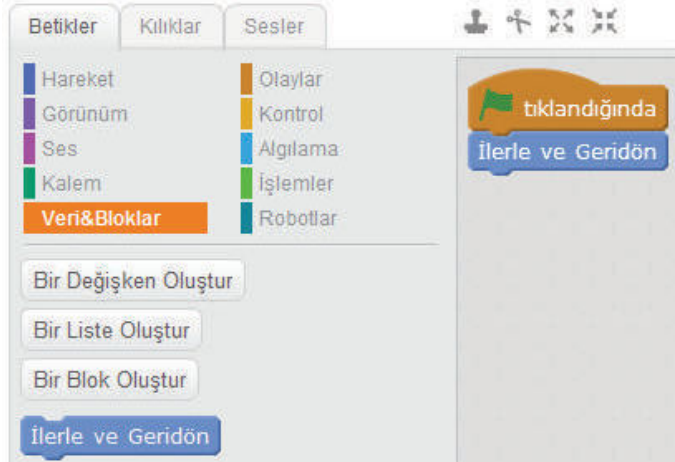 Betikler Kılıklar Sesler
Hareket Olaylar
Görünüm Kontrol
Ses Algılama
Kalem İşlemler
Veri&Bloklar Robotlar
Bir Değişken Oluştur
Bir Liste Oluştur
Bir Blok Oluştur
İlerle ve Geridön
tıklandığında
İlerle ve Geridön